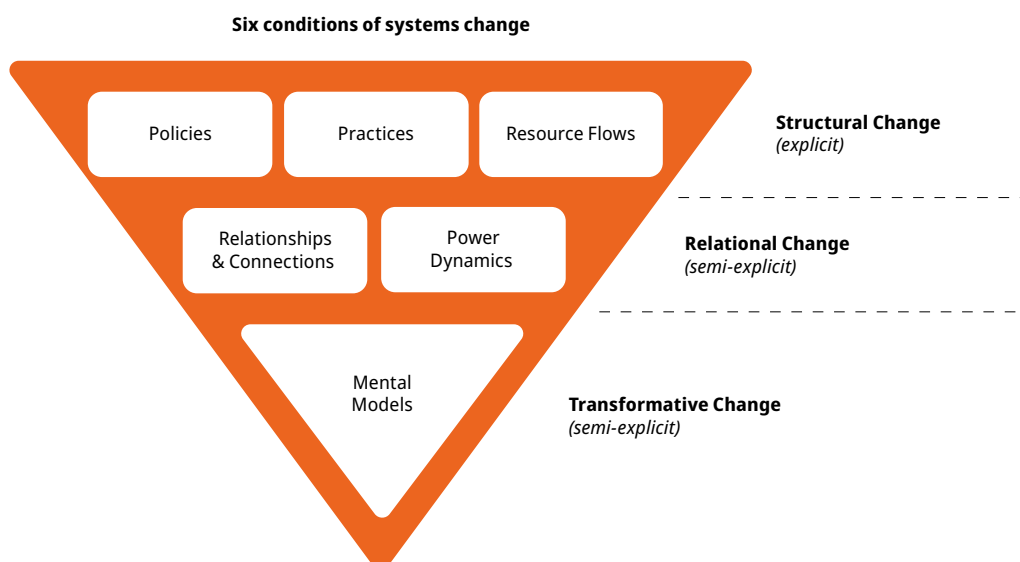 Six conditions of systems change
Policies
Practices
Resource Flows
Structural Change
(explicit)
Relationships
& Connections
Power
Dynamics
Relational Change
(semi-explicit)
Mental
Models
Transformative Change
(semi-explicit)